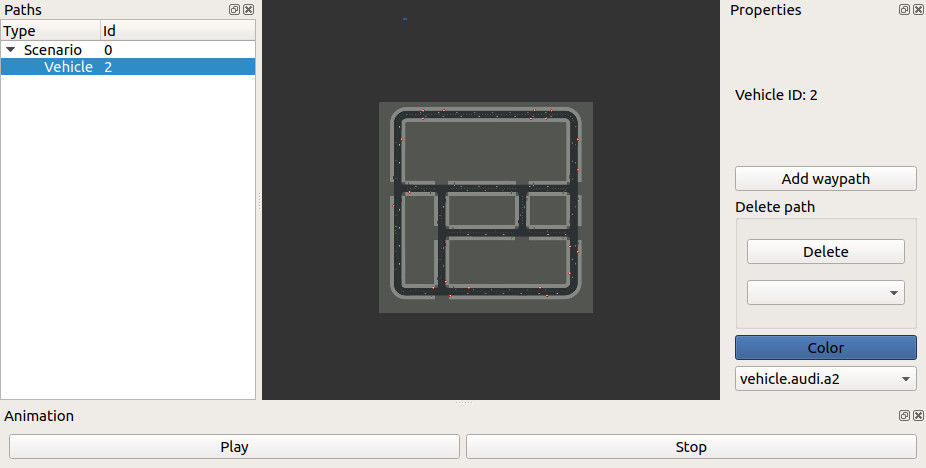 Paths
Type Id
Scenario 0
Vehicle 2
Properties
Vehicle ID: 2
Add waypath
Delete path
Delete
Color
vehicle.audi.a2
Animation
Play Stop